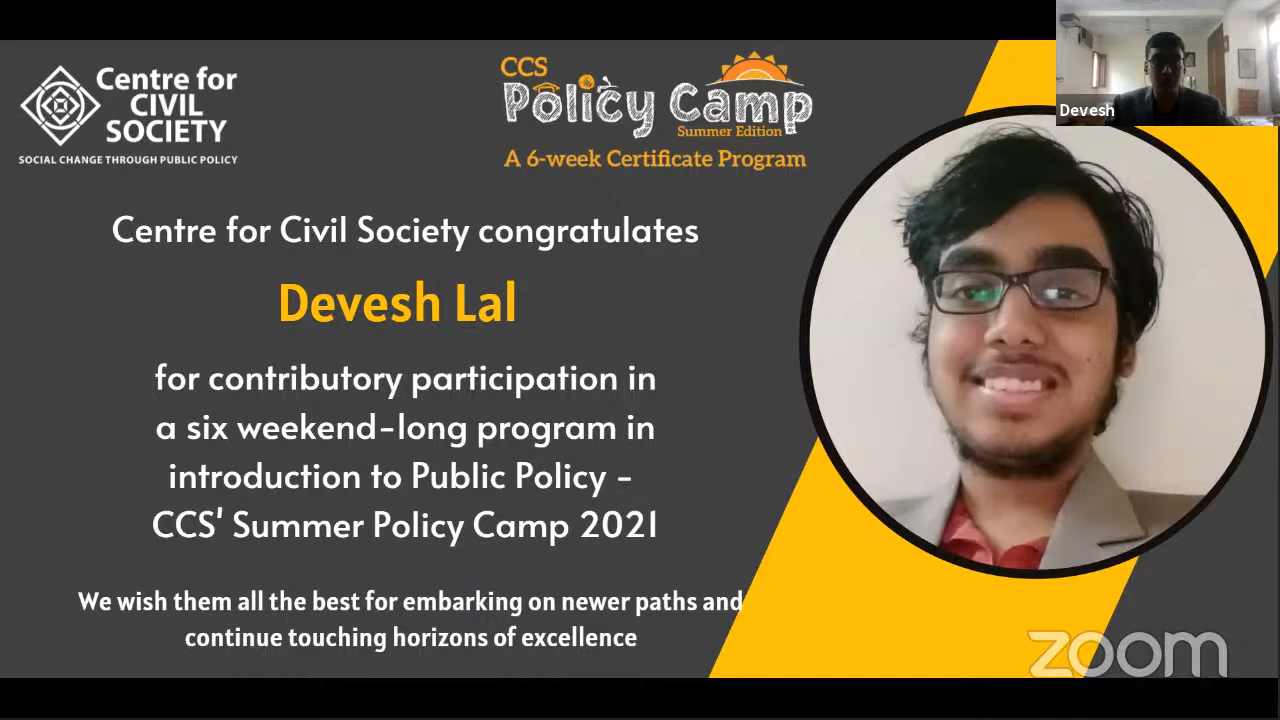 Centre for
CIVIL
SOCIETY
SOCIAL CHANGE THROUGH PUBLIC POLICY
CCS
Policy Camp
Summer Edition
A 6-week Certificate Program
Devesh
Centre for Civil Society congratulates
Devesh Lal
for contributory participation in
a six weekend-long program in
introduction to Public Policy -
CCS' Summer Policy Camp 2021
We wish them all the best for embarking on newer paths and
continue touching horizons of excellence
zoom